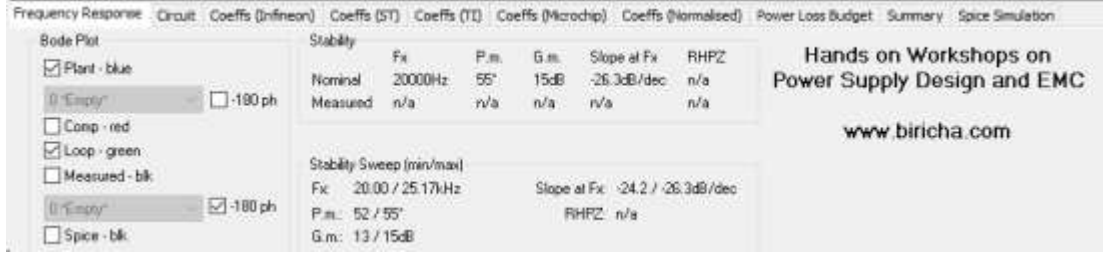 Frequency Response Circuit Coeffs (Infineon) Coeffs (ST) Coeffs (TI) Coeffs (Microchip) Coeffs (Normalised) Power Loss Budget Summary Spice Simulation
Bode Plot
Plant - blue
0 "Empty" -180 ph
Comp - red
Loop - green
Measured - blk
0 "Empty" -180 ph
Spice - blk
Stability
Fx P.m. G.m. Slope at Fx RHPZ
Nominal 20000Hz 55° 15dB -26.3dB/dec n/a
Measured n/a n/a n/a n/a n/a
Stability Sweep (min/max)
Fx: 20.00 / 25.17kHz Slope at Fx: -24.2 / -26.3dB/dec
P.m.: 52 / 55° RHPZ: n/a
G.m.: 13 / 15dB
Hands on Workshops on
Power Supply Design and EMC
www.biricha.com